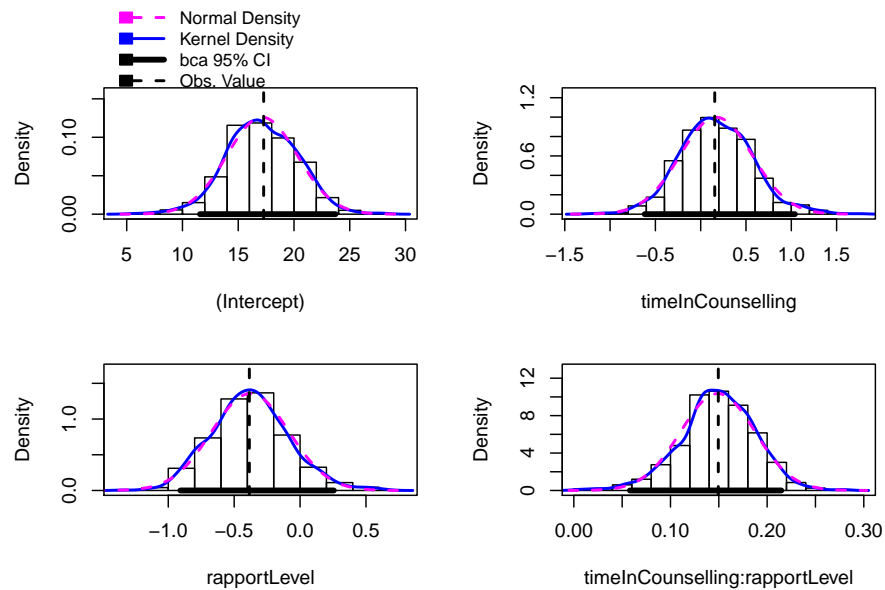 Normal Density
Kernel Density
bca 95% CI
Obs. Value
Density
0.00 0.10
5 10 15 20 25 30
(Intercept)
Density
0.0 0.6 1.2
−1.5 −0.5 0.5 1.0 1.5
timeInCounselling
Density
0.0 1.0
−1.0 −0.5 0.0 0.5
rapportLevel
Density
0 4 8 12
0.00 0.10 0.20 0.30
timeInCounselling:rapportLevel